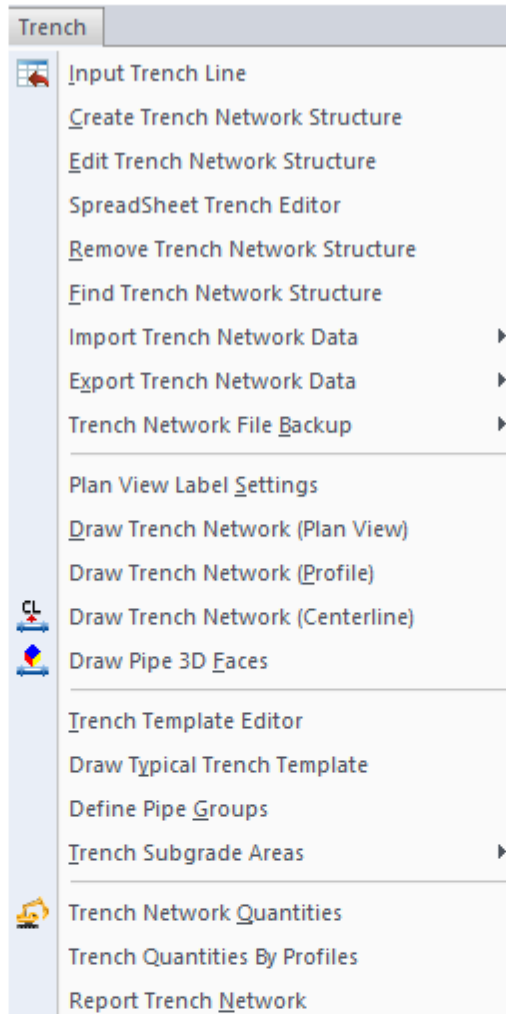 Trench
Input Trench Line
Create Trench Network Structure
Edit Trench Network Structure
SpreadSheet Trench Editor
Remove Trench Network Structure
Find Trench Network Structure
Import Trench Network Data
Export Trench Network Data
Trench Network File Backup
Plan View Label Settings
Draw Trench Network (Plan View)
Draw Trench Network (Profile)
CL
Draw Trench Network (Centerline)
Draw Pipe 3D Faces
Trench Template Editor
Draw Typical Trench Template
Define Pipe Groups
Trench Subgrade Areas
Trench Network Quantities
Trench Quantities By Profiles
Report Trench Network